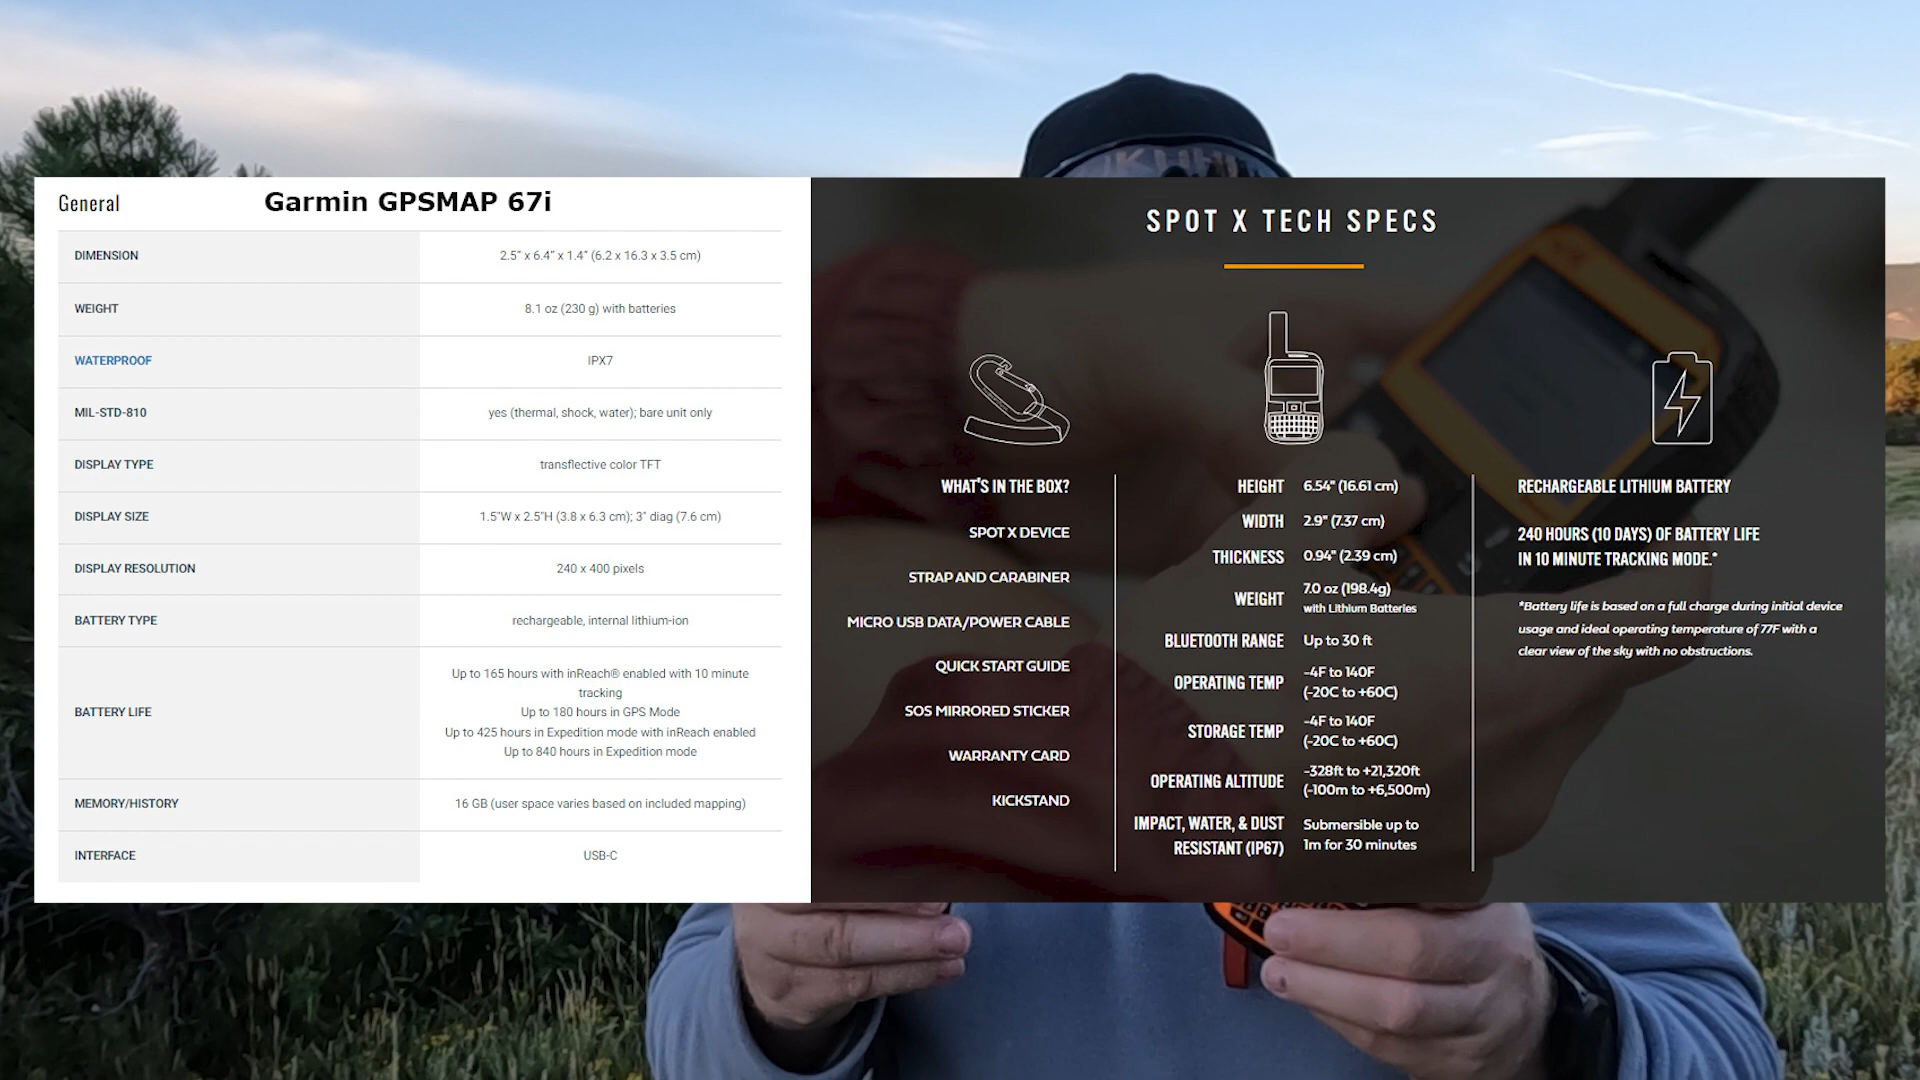 General
Garmin GPSMAP 67i
DIMENSION
2.5" x 6.4" x 1.4" (6.2 x 16.3 x 3.5 cm)
WEIGHT
8.1 oz (230 g) with batteries
WATERPROOF
IPX7
MIL-STD-810
yes (thermal, shock, water); bare unit only
DISPLAY TYPE
transflective color TFT
DISPLAY SIZE
1.5"W x 2.5"H (3.8 x 6.3 cm); 3" diag (7.6 cm)
DISPLAY RESOLUTION
240 x 400 pixels
BATTERY TYPE
rechargeable, internal lithium-ion
BATTERY LIFE
Up to 165 hours with inReach® enabled with 10 minute
tracking
Up to 180 hours in GPS Mode
Up to 425 hours in Expedition mode with inReach enabled
Up to 840 hours in Expedition mode
MEMORY/HISTORY
16 GB (user space varies based on included mapping)
INTERFACE
USB-C
SPOT X TECH SPECS
WHAT'S IN THE BOX?
SPOT X DEVICE
STRAP AND CARABINER
MICRO USB DATA/POWER CABLE
QUICK START GUIDE
SOS MIRRORED STICKER
WARRANTY CARD
KICKSTAND
HEIGHT 6.54" (16.61 cm)
WIDTH 2.9" (7.37 cm)
THICKNESS 0.94" (2.39 cm)
WEIGHT 7.0 oz (198.4g)
with Lithium Batteries
BLUETOOTH RANGE Up to 30 ft
OPERATING TEMP -4F to 140F
(-20C to +60C)
STORAGE TEMP -4F to 140F
(-20C to +60C)
OPERATING ALTITUDE -328ft to +21,320ft
(-100m to +6,500m)
IMPACT, WATER, & DUST
RESISTANT (IP67)
Submersible up to
1m for 30 minutes
RECHARGEABLE LITHIUM BATTERY
240 HOURS (10 DAYS) OF BATTERY LIFE
IN 10 MINUTE TRACKING MODE.*
*Battery life is based on a full charge during initial device
usage and ideal operating temperature of 77F with a
clear view of the sky with no obstructions.